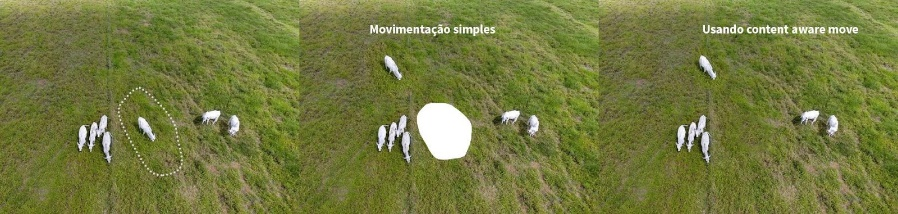 Movimentação simples
Usando content aware move